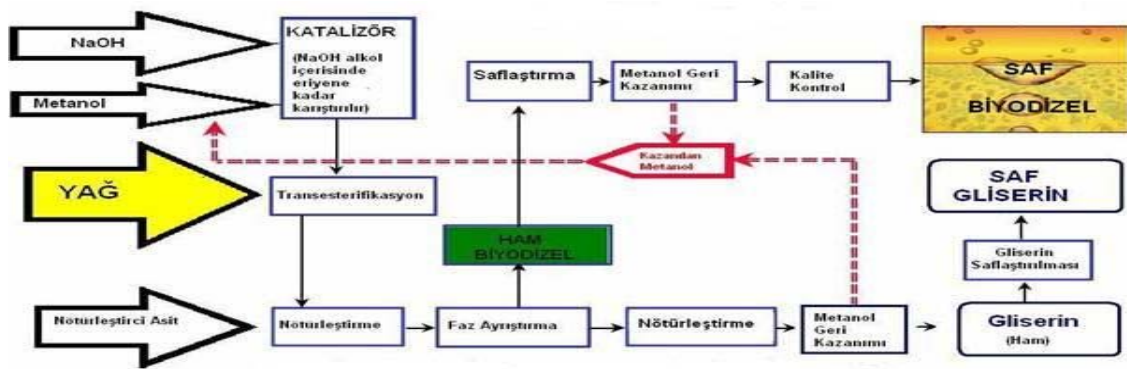 NaOH
KATALİZÖR
(NaOH alkol
içerisinde
eriyene
kadar
karıştırılır)
Metanol
Saflaştırma
Metanol Geri
Kazanımı
Kalite
Kontrol
SAF
BİYODİZEL
YAĞ
Transesterifikasyon
Kazanılan
Metanol
HAM
BİYODİZEL
SAF
GLİSERİN
Gliserin
Saflaştırılması
Notürleştirci Asit
Noturleştirme
Faz Ayrıştırma
Nötürleştirme
Metanol
Geri
Kazanımı
Gliserin
(Ham)